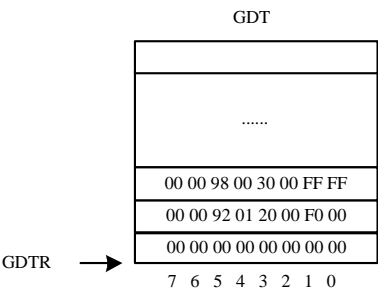 GDT
......
00 00 98 00 30 00 FF FF
00 00 92 01 20 00 F0 00
00 00 00 00 00 00 00 00
GDTR
7 6 5 4 3 2 1 0